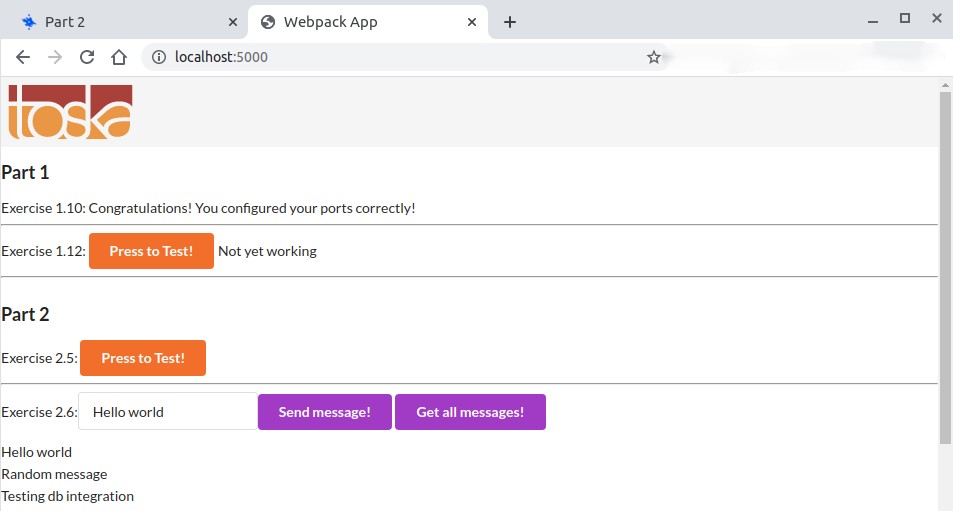 Part 2
Webpack App
localhost:5000
toska
Part 1
Exercise 1.10: Congratulations! You configured your ports correctly!
Exercise 1.12: Press to Test! Not yet working
Part 2
Exercise 2.5: Press to Test!
Exercise 2.6: Hello world Send message! Get all messages!
Hello world
Random message
Testing db integration